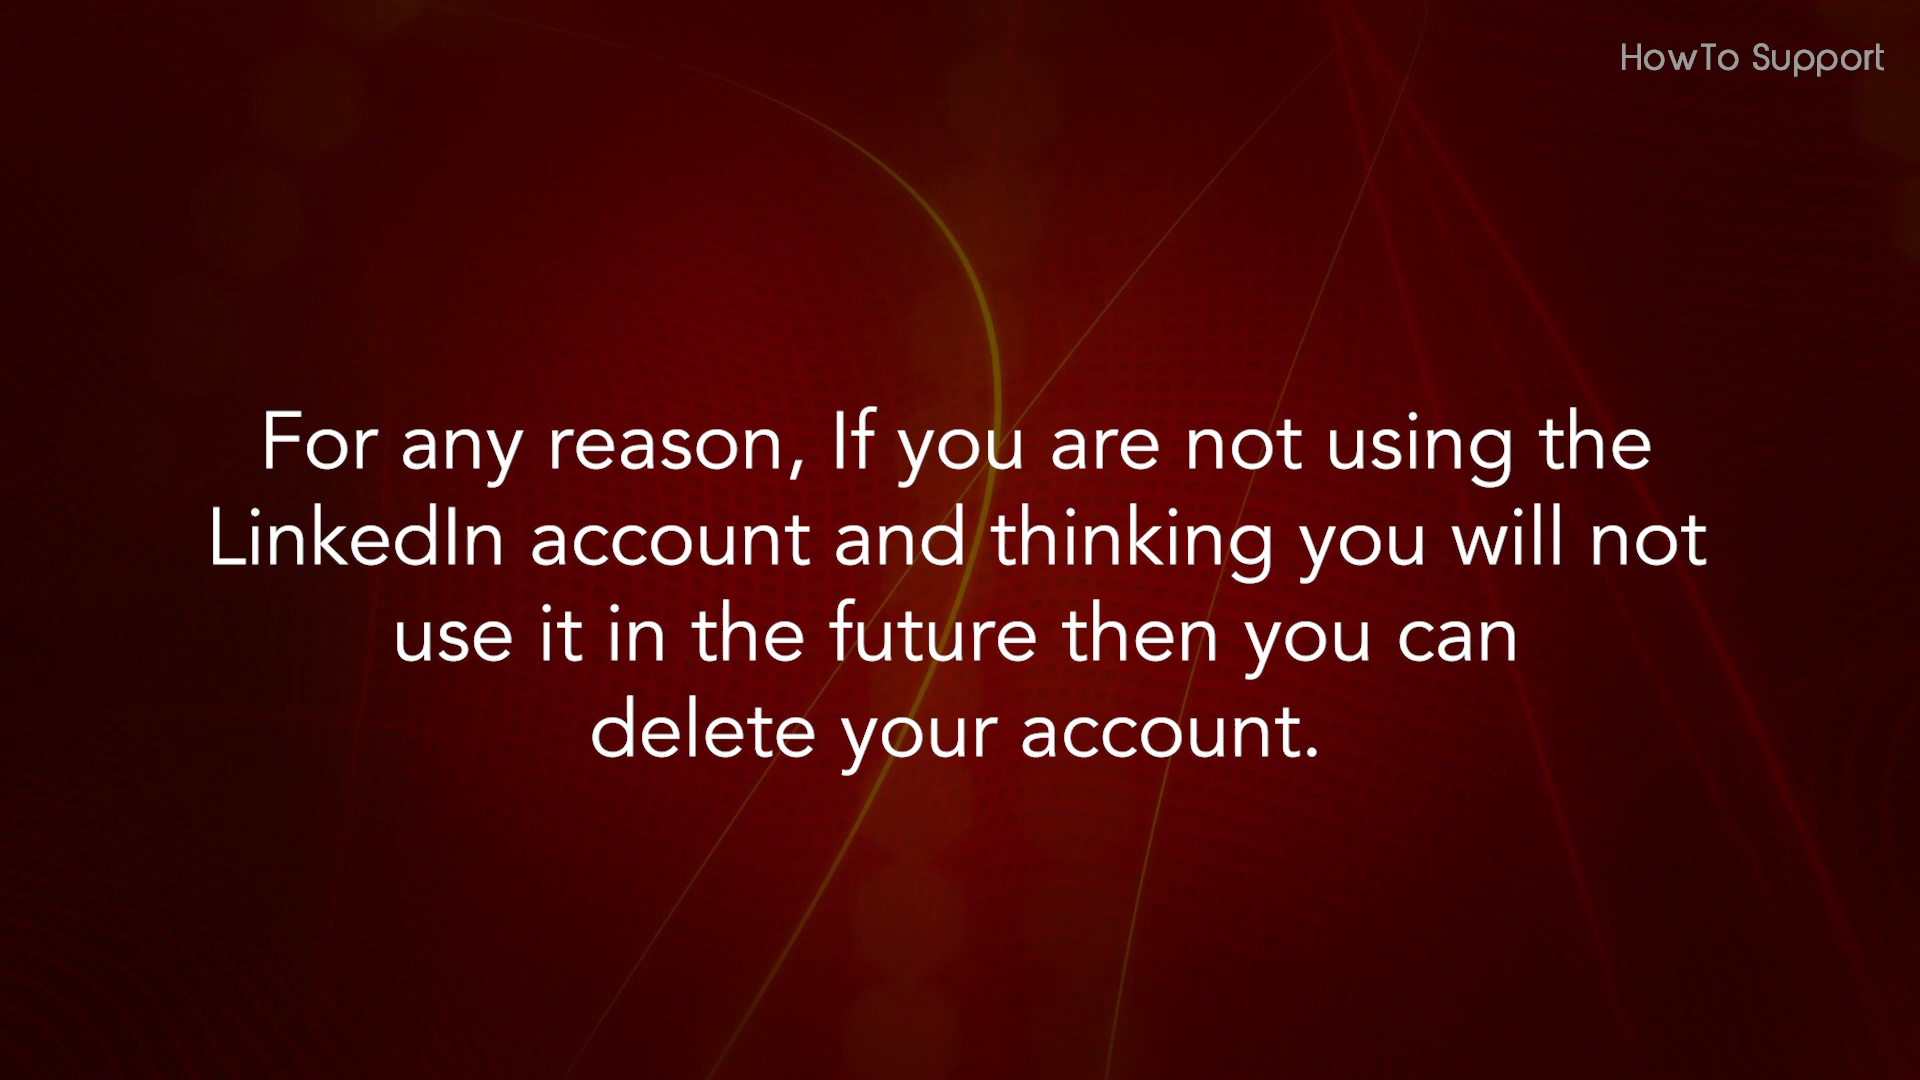 HowTo Support
For any reason, If you are not using the
LinkedIn account and thinking you will not
use it in the future then you can
delete your account.